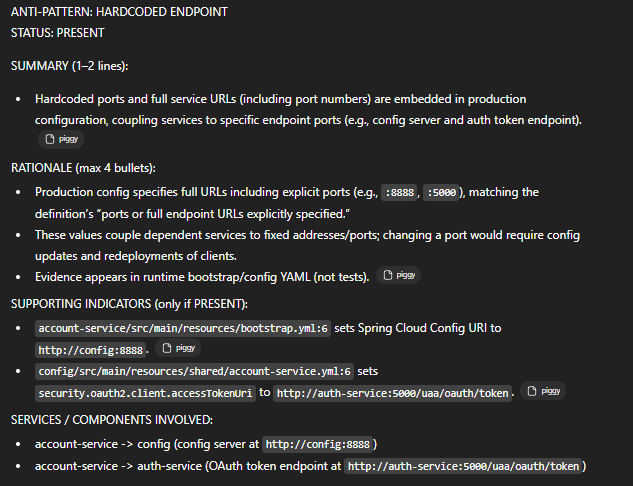 ANTI-PATTERN: HARDCODED ENDPOINT
STATUS: PRESENT
SUMMARY (1–2 lines):
• Hardcoded ports and full service URLs (including port numbers) are embedded in production
configuration, coupling services to specific endpoint ports (e.g., config server and auth token endpoint).
piggy
RATIONALE (max 4 bullets):
• Production config specifies full URLs including explicit ports (e.g., :8888, :5000), matching the
definition’s “ports or full endpoint URLs explicitly specified.”
• These values couple dependent services to fixed addresses/ports; changing a port would require config
updates and redeployments of clients.
• Evidence appears in runtime bootstrap/config YAML (not tests). piggy
SUPPORTING INDICATORS (only if PRESENT):
• account-service/src/main/resources/bootstrap.yml:6 sets Spring Cloud Config URI to
http://config:8888. piggy
• config/src/main/resources/shared/account-service.yml:6 sets
security.oauth2.client.accessTokenUri to http://auth-service:5000/uaa/oauth/token. piggy
SERVICES / COMPONENTS INVOLVED:
• account-service -> config (config server at http://config:8888)
• account-service -> auth-service (OAuth token endpoint at http://auth-service:5000/uaa/oauth/token)